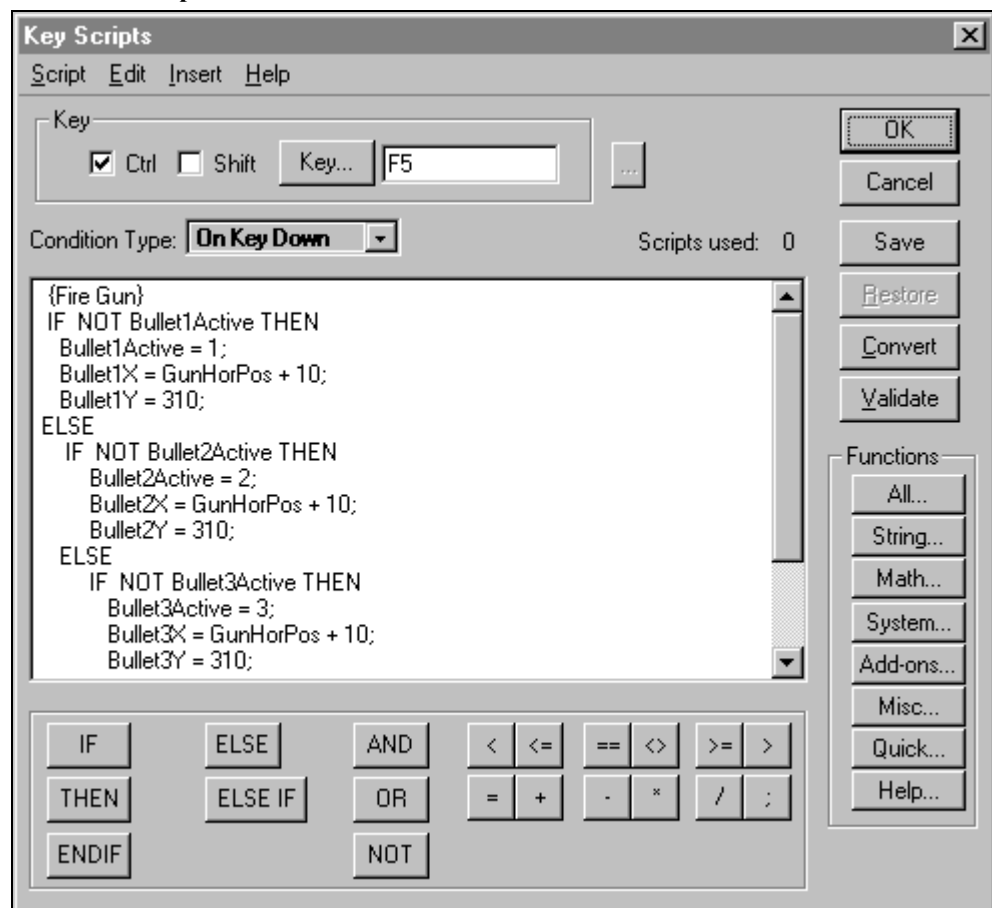 Key Scripts
Script Edit Insert Help
Key
Ctrl Shift Key... F5
...
OK
Cancel
Condition Type: On Key Down
Scripts used: 0
Save
Restore
Convert
Validate
{Fire Gun}
IF NOT Bullet1Active THEN
Bullet1Active = 1;
Bullet1X = GunHorPos + 10;
Bullet1Y = 310;
ELSE
IF NOT Bullet2Active THEN
Bullet2Active = 2;
Bullet2X = GunHorPos + 10;
Bullet2Y = 310;
ELSE
IF NOT Bullet3Active THEN
Bullet3Active = 3;
Bullet3X = GunHorPos + 10;
Bullet3Y = 310;
Functions
All...
String...
Math...
System...
Add-ons...
Misc...
Quick...
Help...
IF ELSE AND < <= == <> >= >
THEN ELSE IF OR = + - * / ;
ENDIF NOT